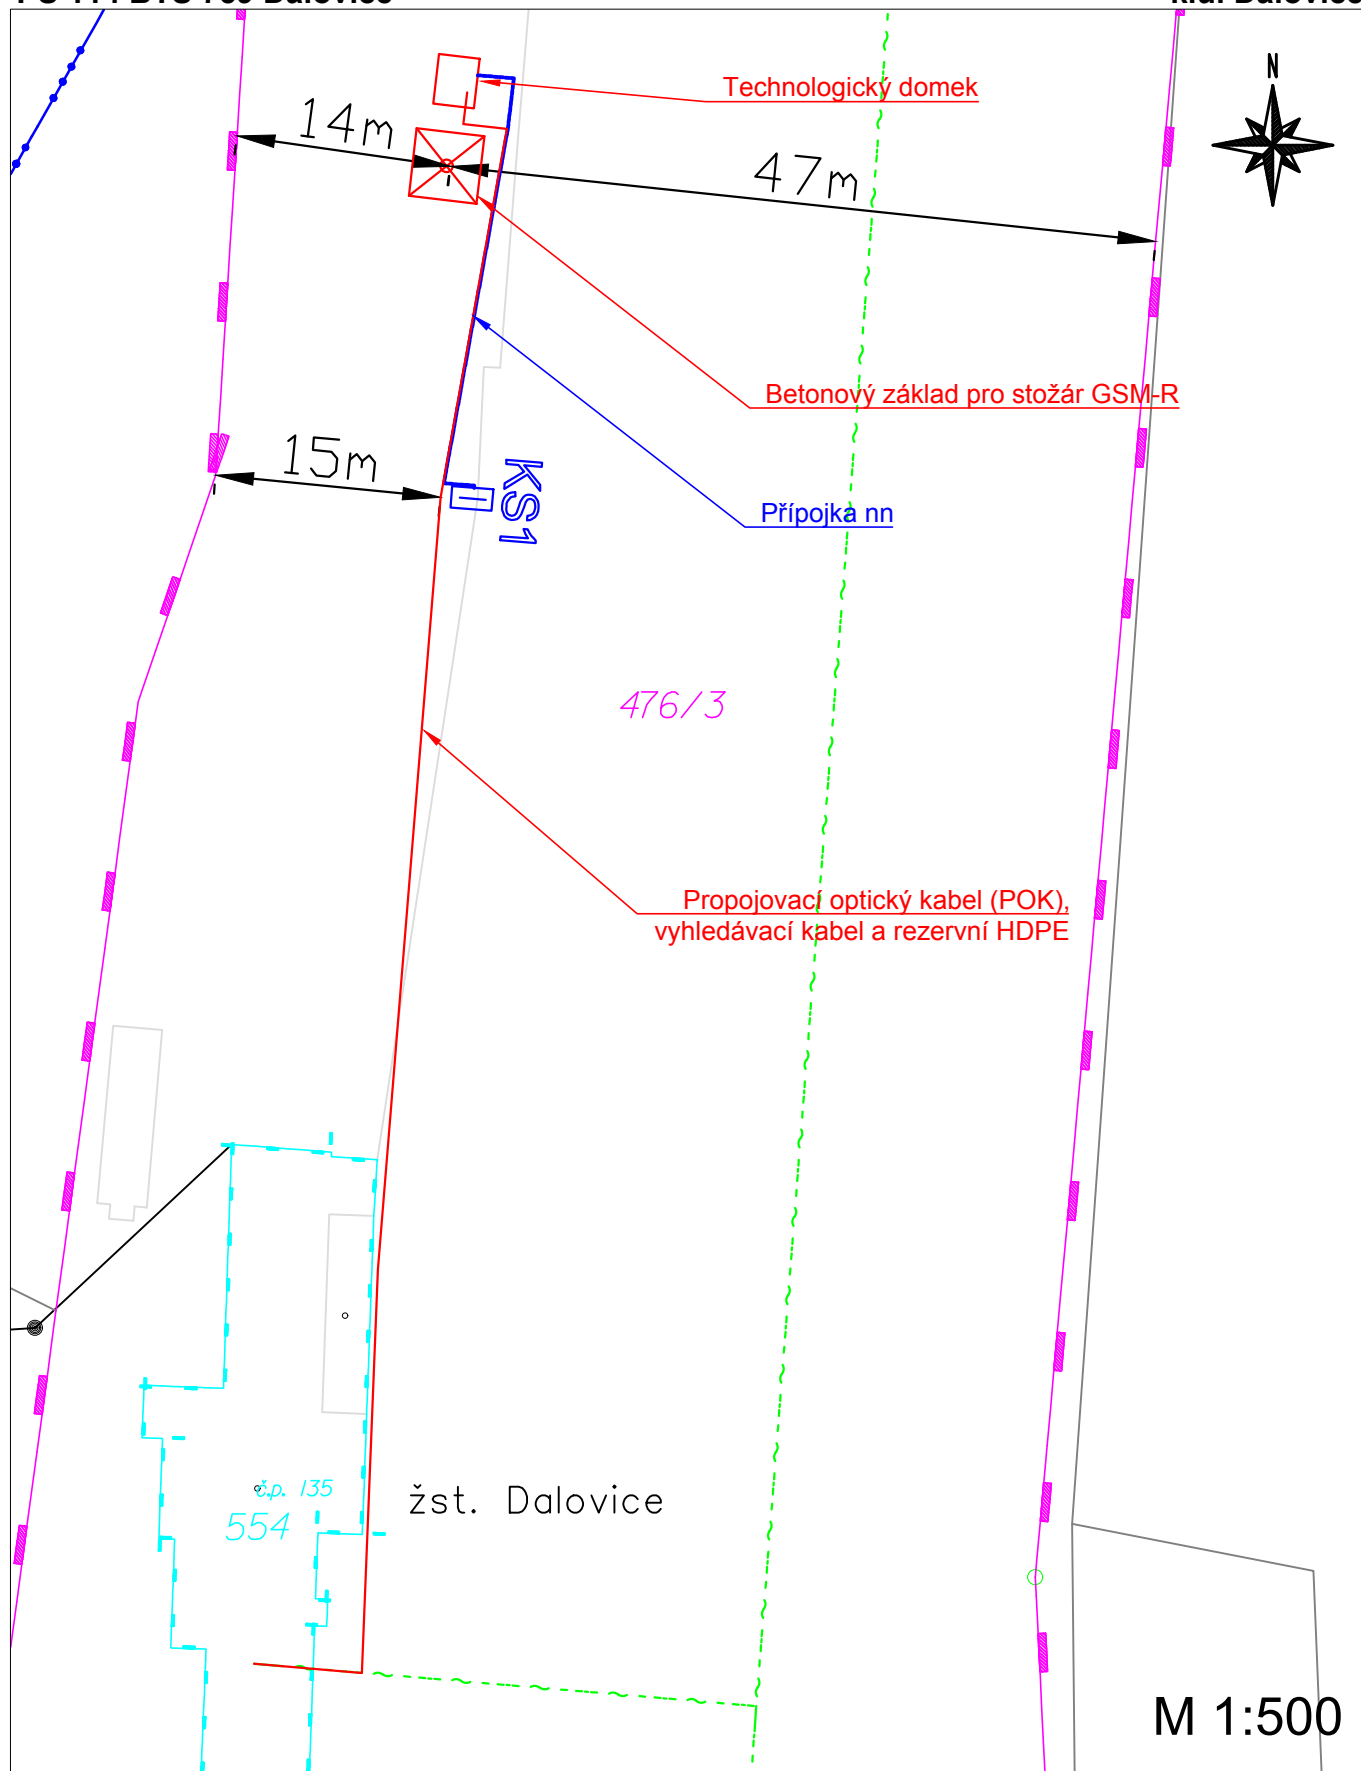 N
Technologický domek
14m
47m
Betonový základ pro stožár GSM-R
15m
KS1
Přípojka nn
476/3
Propojovací optický kabel (POK),
vyhledávací kabel a rezervní HDPE
č.p. 135
554
žst. Dalovice
M 1:500